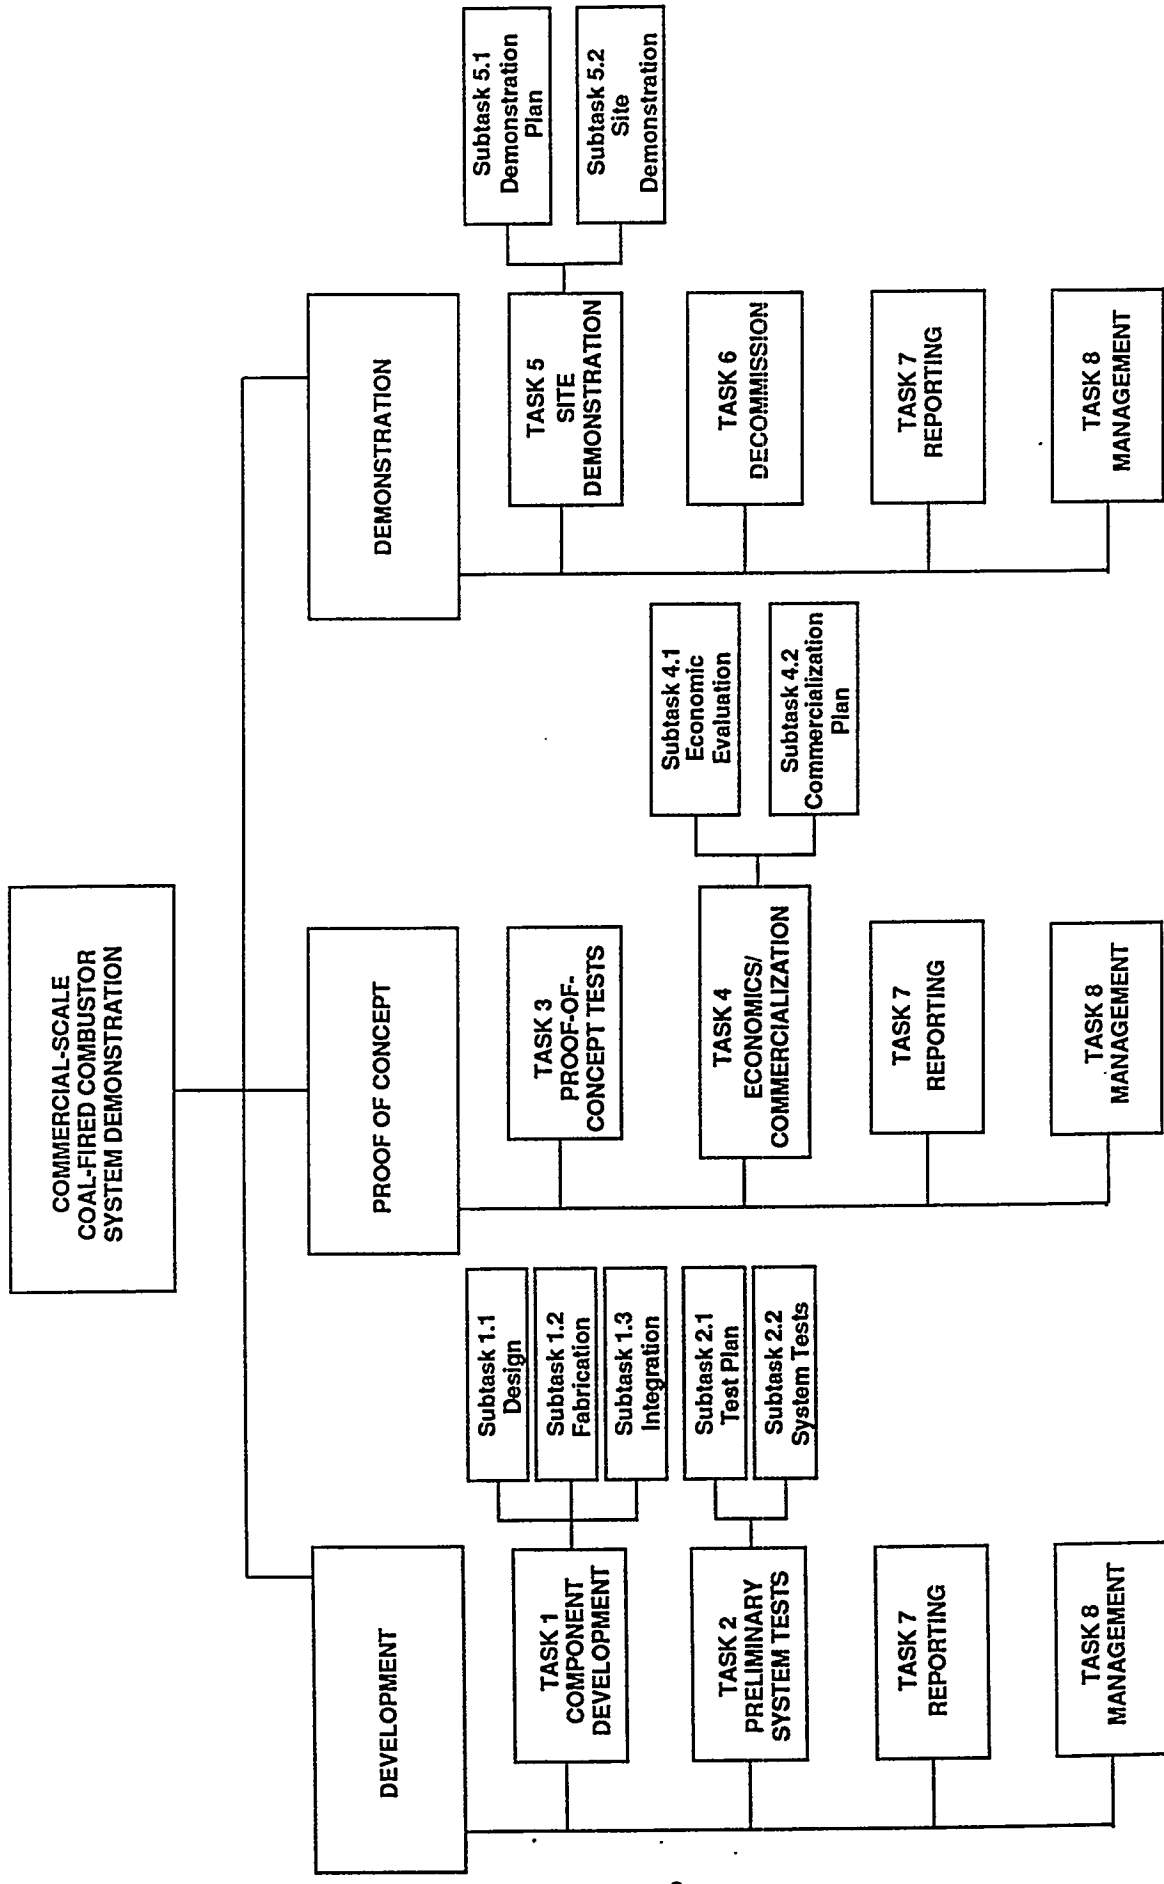 COMMERCIAL-SCALE
COAL-FIRED COMBUSTOR
SYSTEM DEMONSTRATION
DEVELOPMENT
TASK 1
COMPONENT
DEVELOPMENT
Subtask 1.1
Design
Subtask 1.2
Fabrication
Subtask 1.3
Integration
TASK 2
PRELIMINARY
SYSTEM TESTS
Subtask 2.1
Test Plan
Subtask 2.2
System Tests
TASK 7
REPORTING
TASK 8
MANAGEMENT
PROOF OF CONCEPT
TASK 3
PROOF-OF-
CONCEPT TESTS
TASK 4
ECONOMICS/
COMMERCIALIZATION
Subtask 4.1
Economic
Evaluation
Subtask 4.2
Commercialization
Plan
TASK 7
REPORTING
TASK 8
MANAGEMENT
DEMONSTRATION
TASK 5
SITE
DEMONSTRATION
Subtask 5.1
Demonstration
Plan
Subtask 5.2
Site
Demonstration
TASK 6
DECOMMISSION
TASK 7
REPORTING
TASK 8
MANAGEMENT